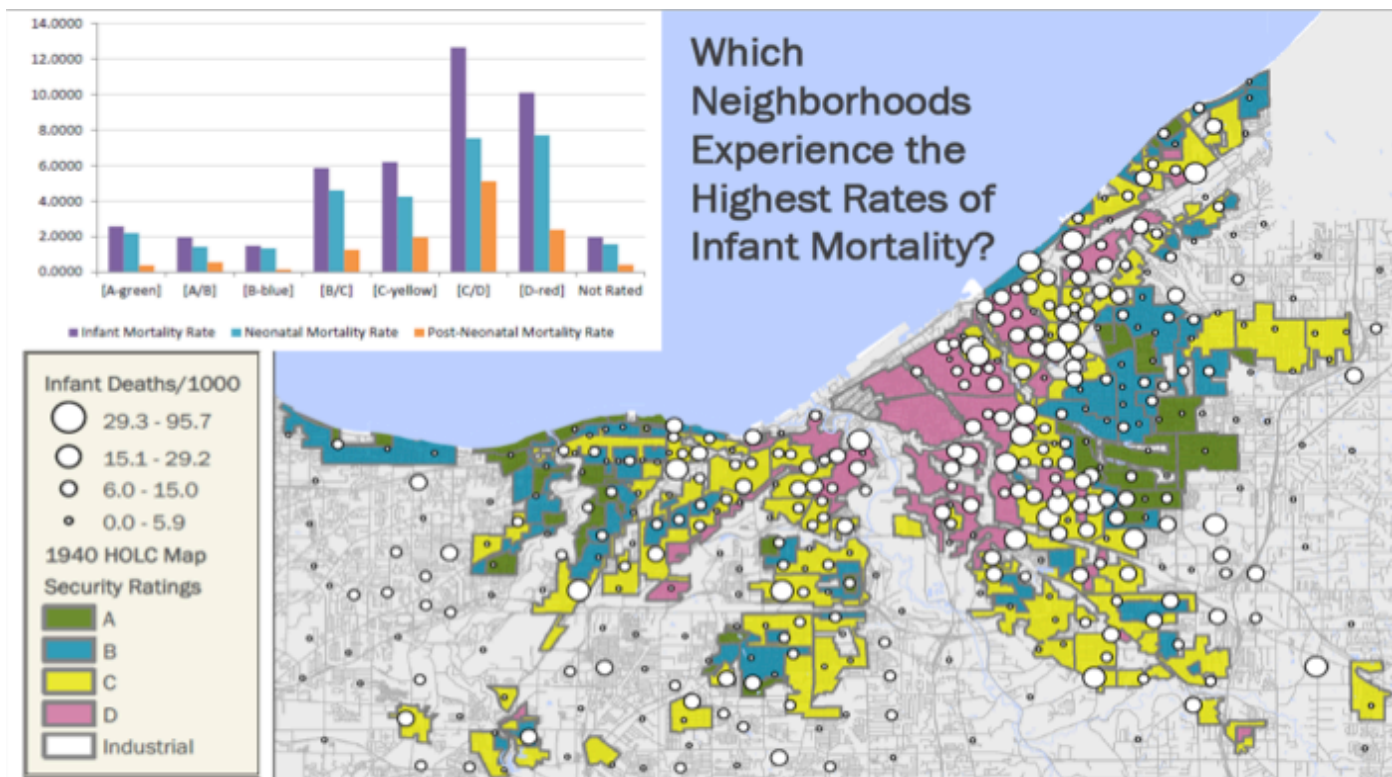 14.0000
12.0000
10.0000
8.0000
6.0000
4.0000
2.0000
0.0000
[A-green] [A/B] [B-blue] [B/C] [C-yellow] [C/D] [D-red] Not Rated
Infant Mortality Rate Neonatal Mortality Rate Post-Neonatal Mortality Rate
Which
Neighborhoods
Experience the
Highest Rates of
Infant Mortality?
Infant Deaths/1000
29.3 - 95.7
15.1 - 29.2
6.0 - 15.0
0.0 - 5.9
1940 HOLC Map
Security Ratings
A
B
C
D
Industrial